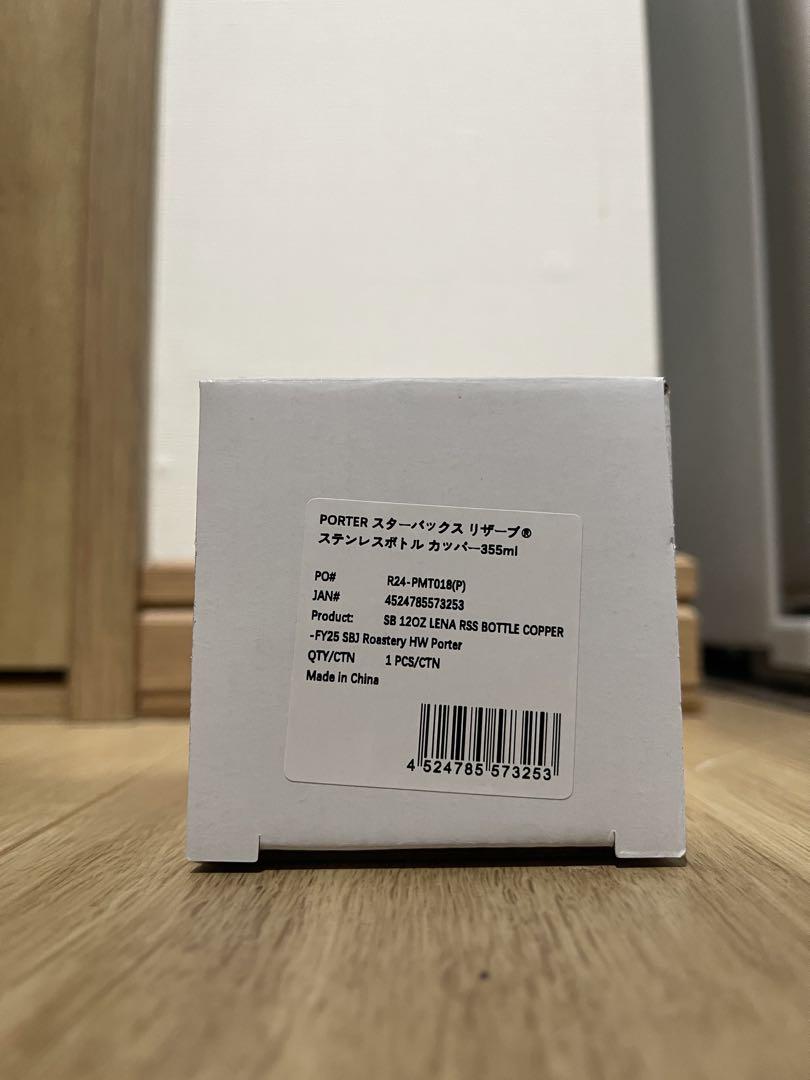 PORTER スターバックス リザーブ®
ステンレスボトル カッパー355ml
PO# R24-PMT018(P)
JAN# 4524785573253
Product: SB 12OZ LENA RSS BOTTLE COPPER
-FY25 SBJ Roastery HW Porter
QTY/CTN 1 PCS/CTN
Made in China
4 524785 573253